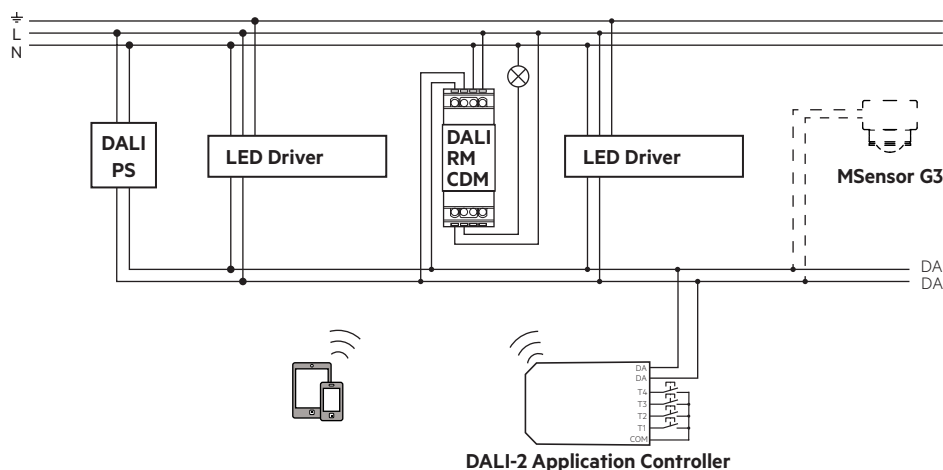 L
N
DALI
PS
LED Driver
DALI
RM
CDM
LED Driver
MSensor G3
DA
DA
DA
DA
T4
T3
T2
T1
COM
DALI-2 Application Controller